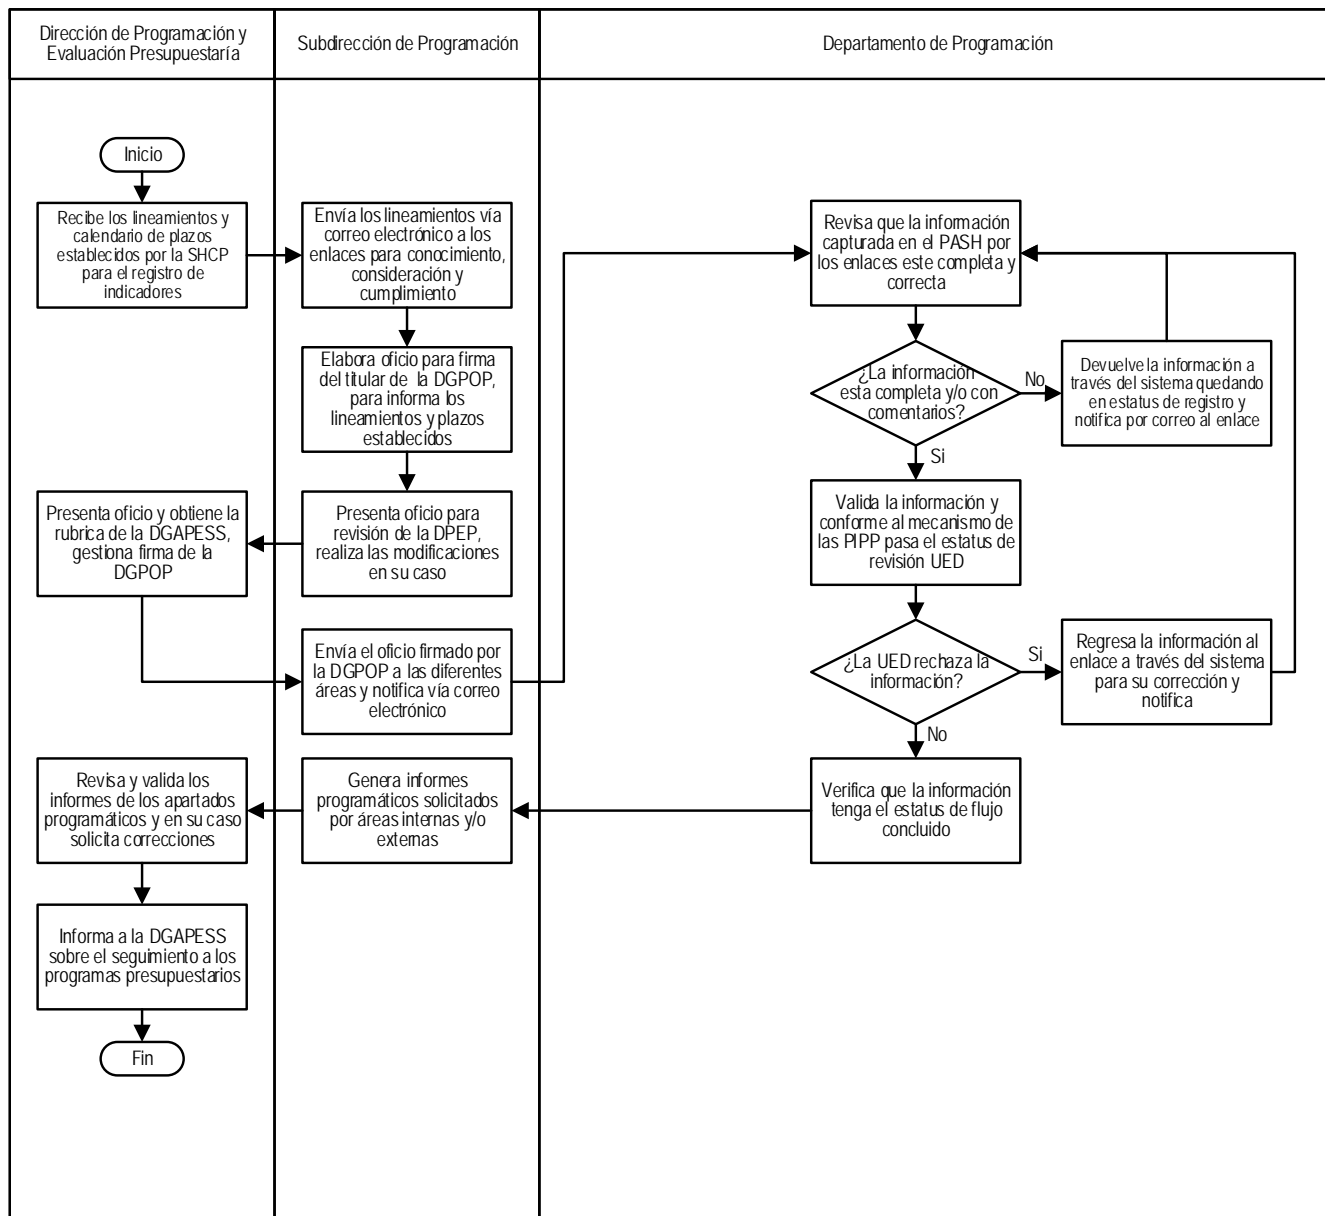 Dirección de Programación y
Evaluación Presupuestaría
Subdirección de Programación
Departamento de Programación
Inicio
Recibe los lineamientos y
calendario de plazos
establecidos por la SHCP
para el registro de
indicadores
Envía los lineamientos vía
correo electrónico a los
enlaces para conocimiento,
consideración y
cumplimiento
Elabora oficio para firma
del titular de la DGPOP,
para informa los
lineamientos y plazos
establecidos
Presenta oficio para
revisión de la DPEP,
realiza las modificaciones
en su caso
Presenta oficio y obtiene la
rubrica de la DGAPESS,
gestiona firma de la
DGPOP
Envía el oficio firmado por
la DGPOP a las diferentes
áreas y notifica vía correo
electrónico
Revisa que la información
capturada en el PASH por
los enlaces este completa y
correcta
¿La información
esta completa y/o con
comentarios?
No
Devuelve la información a
través del sistema quedando
en estatus de registro y
notifica por correo al enlace
Si
Valida la información y
conforme al mecanismo de
las PIPP pasa el estatus de
revisión UED
¿La UED rechaza la
información?
Si
Regresa la información al
enlace a través del sistema
para su corrección y
notifica
No
Verifica que la información
tenga el estatus de flujo
concluido
Genera informes
programáticos solicitados
por áreas internas y/o
externas
Revisa y valida los
informes de los apartados
programáticos y en su caso
solicita correcciones
Informa a la DGAPESS
sobre el seguimiento a los
programas presupuestarios
Fin